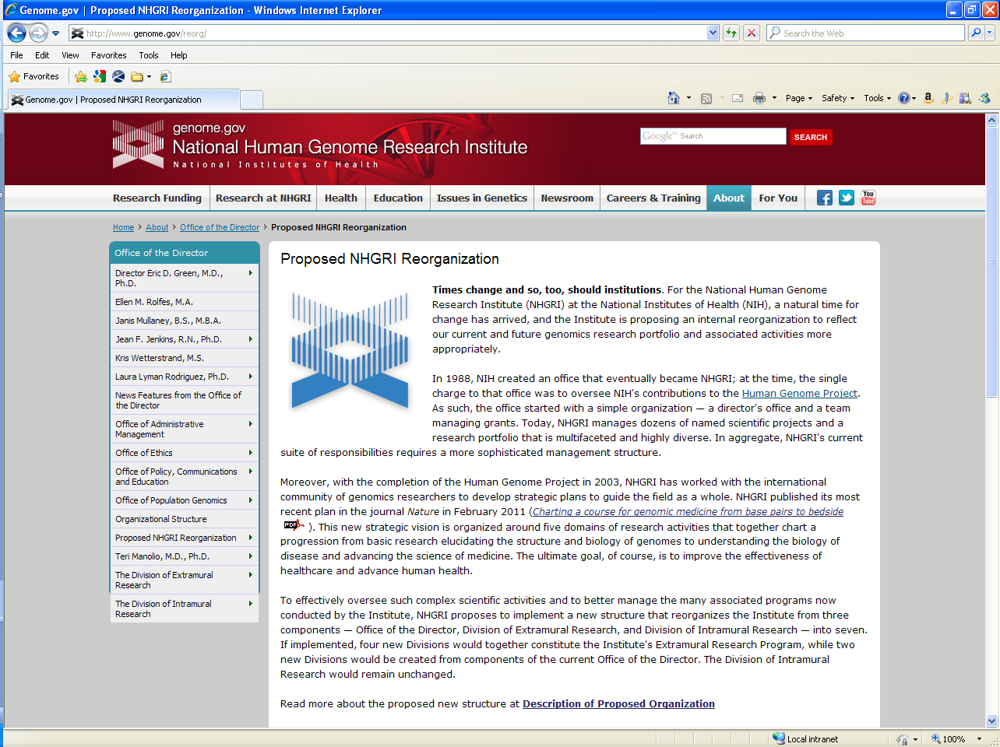 Genome.gov | Proposed NHGRI Reorganization - Windows Internet Explorer
http://www.genome.gov/reorg/
Search the Web
File Edit View Favorites Tools Help
Favorites
Genome.gov | Proposed NHGRI Reorganization
Page Safety Tools
genome.gov
National Human Genome Research Institute
National Institutes of Health
Google™ Search
SEARCH
Research Funding Research at NHGRI Health Education Issues in Genetics Newsroom Careers & Training About For You
You
Tube
Home > About > Office of the Director > Proposed NHGRI Reorganization
Office of the Director
Director Eric D. Green, M.D.,
Ph.D.
Ellen M. Rolfes, M.A.
Janis Mullaney, B.S., M.B.A.
Jean F. Jenkins, R.N., Ph.D.
Kris Wetterstrand, M.S.
Laura Lyman Rodriguez, Ph.D.
News Features from the Office of
the Director
Office of Administrative
Management
Office of Ethics
Office of Policy, Communications
and Education
Office of Population Genomics
Organizational Structure
Proposed NHGRI Reorganization
Teri Manolio, M.D., Ph.D.
The Division of Extramural
Research
The Division of Intramural
Research
Proposed NHGRI Reorganization
Times change and so, too, should institutions. For the National Human Genome
Research Institute (NHGRI) at the National Institutes of Health (NIH), a natural time for
change has arrived, and the Institute is proposing an internal reorganization to reflect
our current and future genomics research portfolio and associated activities more
appropriately.
In 1988, NIH created an office that eventually became NHGRI; at the time, the single
charge to that office was to oversee NIH's contributions to the Human Genome Project.
As such, the office started with a simple organization — a director's office and a team
managing grants. Today, NHGRI manages dozens of named scientific projects and a
research portfolio that is multifaceted and highly diverse. In aggregate, NHGRI's current
suite of responsibilities requires a more sophisticated management structure.
Moreover, with the completion of the Human Genome Project in 2003, NHGRI has worked with the international
community of genomics researchers to develop strategic plans to guide the field as a whole. NHGRI published its most
recent plan in the journal Nature in February 2011 (Charting a course for genomic medicine from base pairs to bedside
PDF ). This new strategic vision is organized around five domains of research activities that together chart a
progression from basic research elucidating the structure and biology of genomes to understanding the biology of
disease and advancing the science of medicine. The ultimate goal, of course, is to improve the effectiveness of
healthcare and advance human health.
To effectively oversee such complex scientific activities and to better manage the many associated programs now
conducted by the Institute, NHGRI proposes to implement a new structure that reorganizes the Institute from three
components — Office of the Director, Division of Extramural Research, and Division of Intramural Research — into seven.
If implemented, four new Divisions would together constitute the Institute's Extramural Research Program, while two
new Divisions would be created from components of the current Office of the Director. The Division of Intramural
Research would remain unchanged.
Read more about the proposed new structure at Description of Proposed Organization
Local intranet
100%